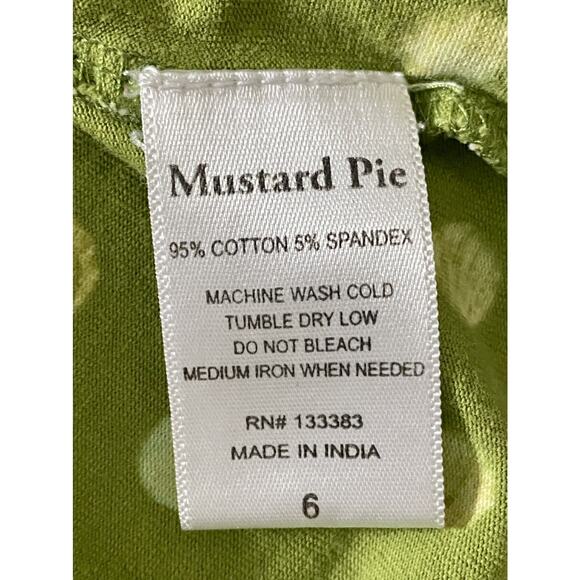 Mustard Pie
95% COTTON 5% SPANDEX
MACHINE WASH COLD
TUMBLE DRY LOW
DO NOT BLEACH
MEDIUM IRON WHEN NEEDED
RN# 133383
MADE IN INDIA
6